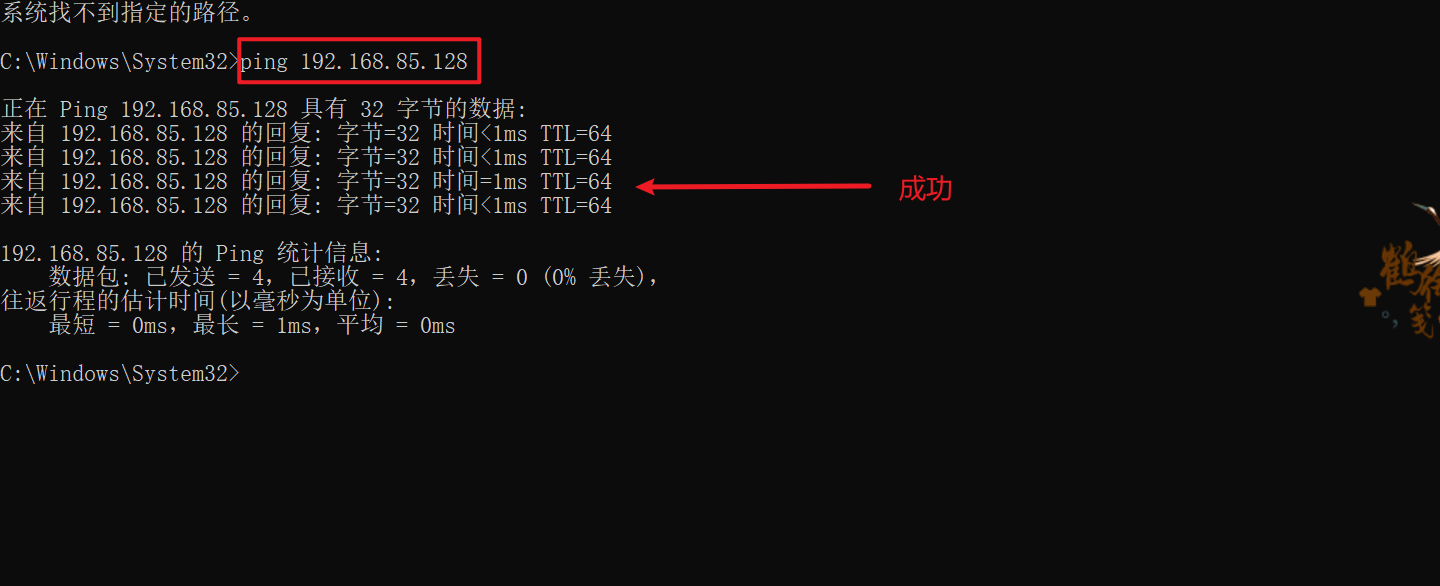 系统找不到指定的路径。
C:\Windows\System32>ping 192.168.85.128
正在 Ping 192.168.85.128 具有 32 字节的数据:
来自 192.168.85.128 的回复: 字节=32 时间<1ms TTL=64
来自 192.168.85.128 的回复: 字节=32 时间<1ms TTL=64
来自 192.168.85.128 的回复: 字节=32 时间=1ms TTL=64
来自 192.168.85.128 的回复: 字节=32 时间<1ms TTL=64
成功
192.168.85.128 的 Ping 统计信息:
    数据包: 已发送 = 4，已接收 = 4，丢失 = 0 (0% 丢失)，
往返行程的估计时间(以毫秒为单位):
    最短 = 0ms，最长 = 1ms，平均 = 0ms
C:\Windows\System32>
鹤
笺